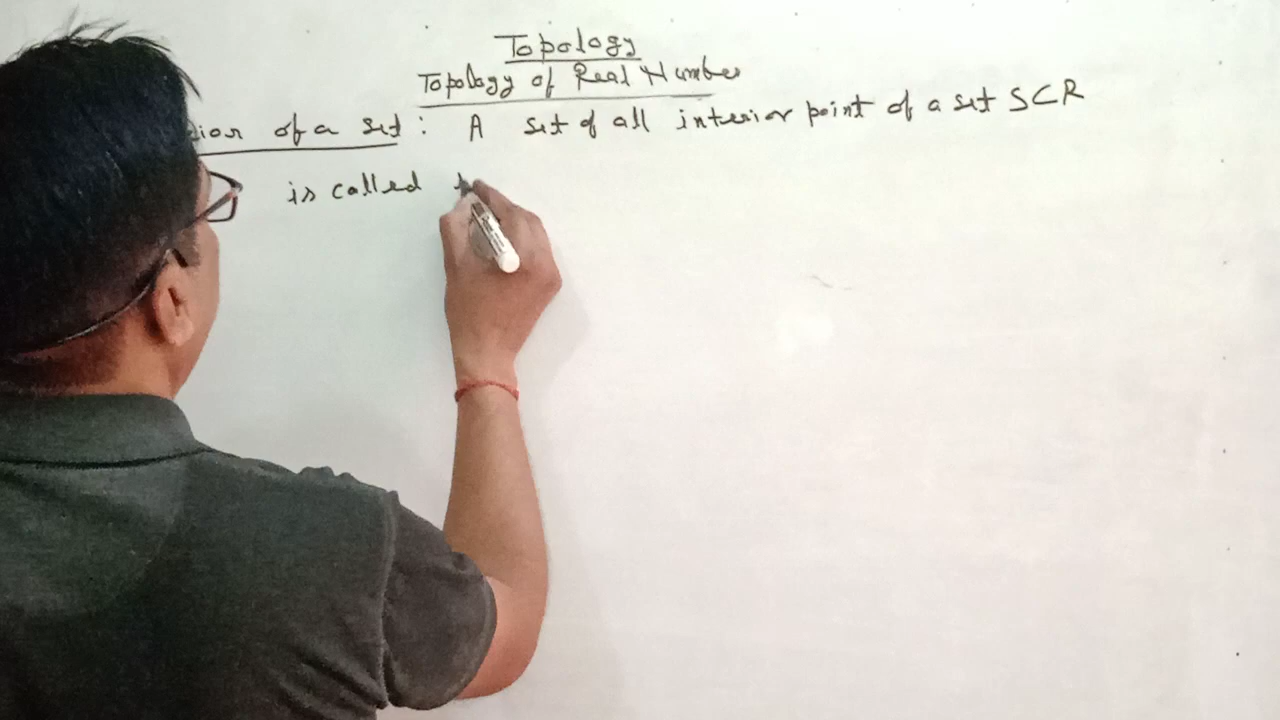 Topology
Topology of Real Number
ior of a set : A set of all interior point of a set S⊂R
is called